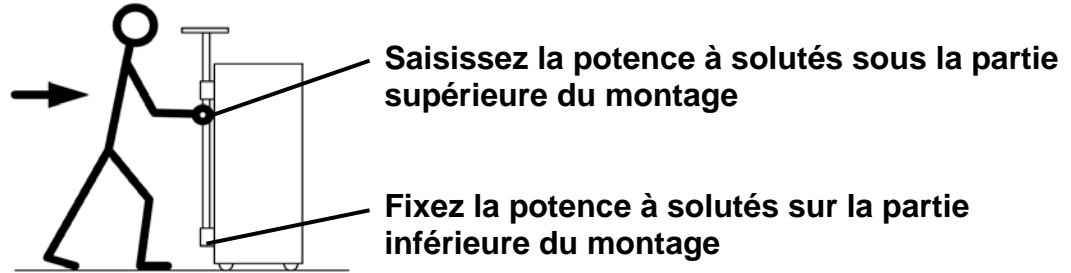 Saisissez la potence à solutés sous la partie
supérieure du montage
Fixez la potence à solutés sur la partie
inférieure du montage